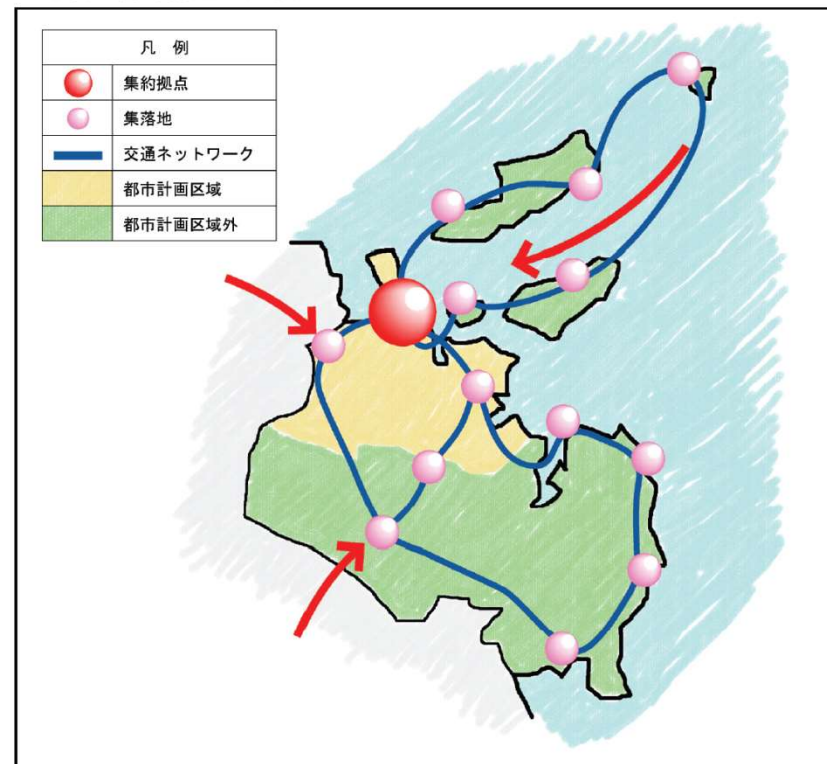 凡 例
集約拠点
集落地
交通ネットワーク
都市計画区域
都市計画区域外